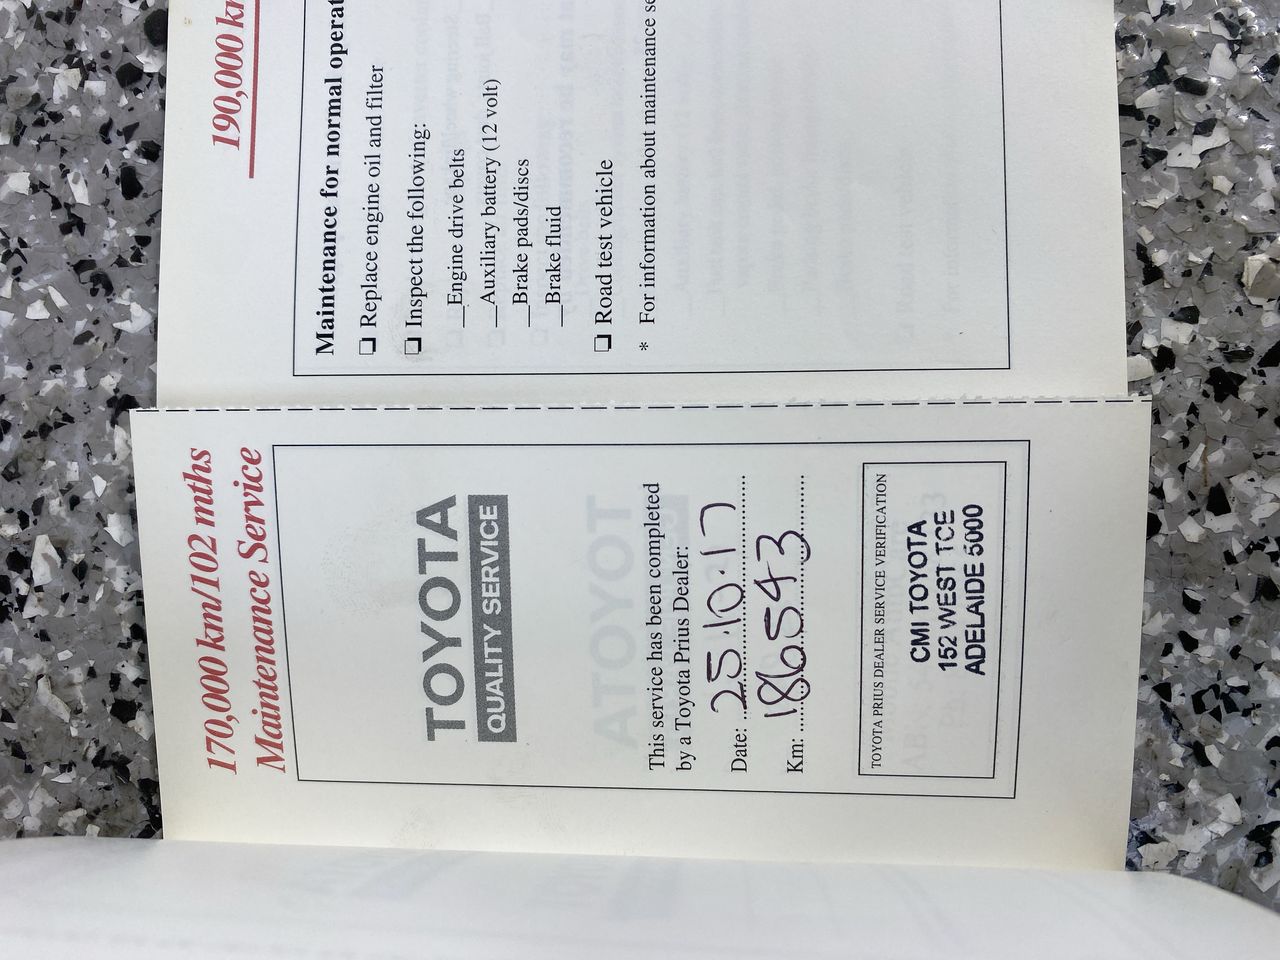 170,000 km/102 mths
Maintenance Service
TOYOTA
QUALITY SERVICE
This service has been completed
by a Toyota Prius Dealer:
Date: 25.10.17
Km: 186543
TOYOTA PRIUS DEALER SERVICE VERIFICATION
CMI TOYOTA
152 WEST TCE
ADELAIDE 5000
190,000
Maintenance for normal
❑ Replace engine oil and filter
❑ Inspect the following:
_Engine drive belts
_Auxiliary battery (12 volt)
_Brake pads/discs
_Brake fluid
❑ Road test vehicle
* For information about maintenance